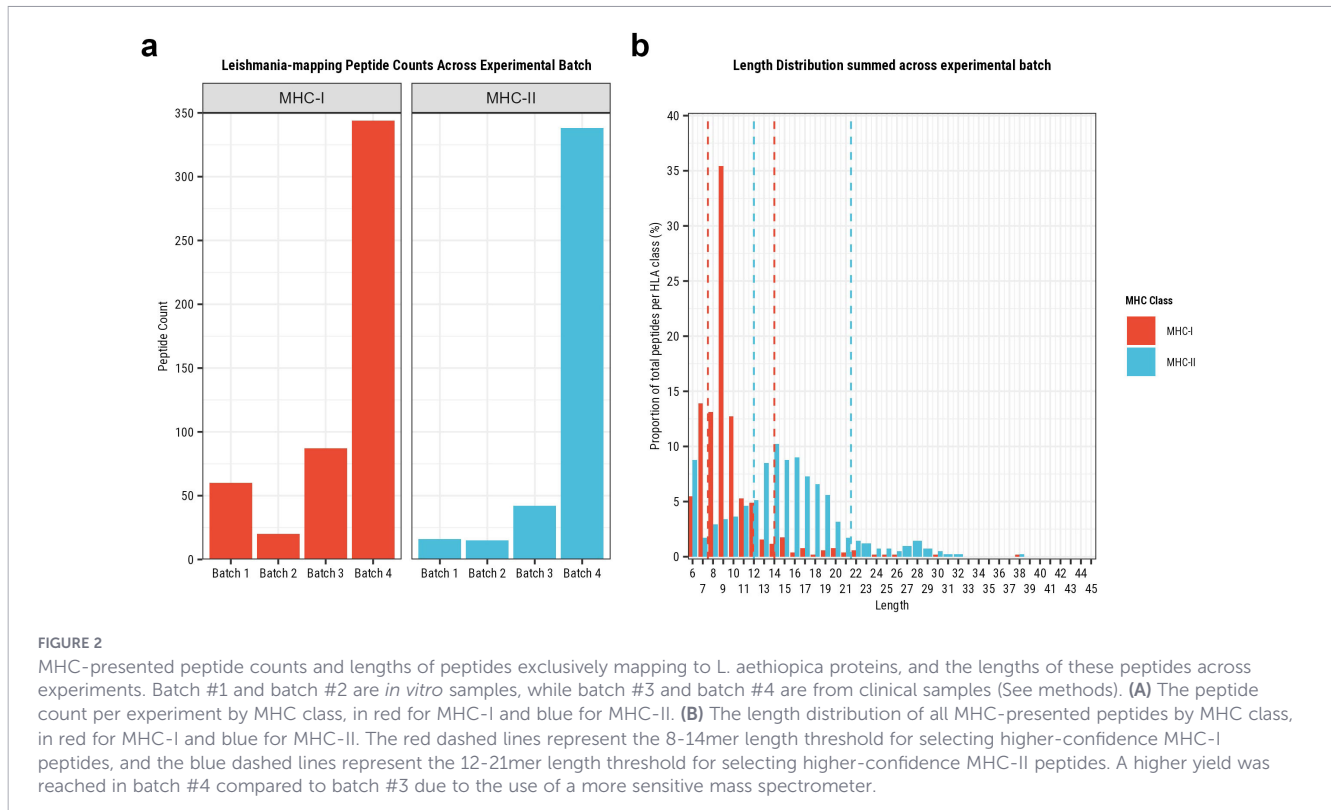 a
Leishmania-mapping Peptide Counts Across Experimental Batch
MHC-I
MHC-II
350
300
250
200
150
100
50
0
Peptide Count
Batch 1 Batch 2 Batch 3 Batch 4
Batch 1 Batch 2 Batch 3 Batch 4
b
Length Distribution summed across experimental batch
40
35
30
25
20
15
10
5
0
Proportion of total peptides per HLA class (%)
6 8 10 12 14 16 18 20 22 24 26 28 30 32 34 36 38 40 42 44
7 9 11 13 15 17 19 21 23 25 27 29 31 33 35 37 39 41 43 45
Length
MHC Class
MHC-I
MHC-II
FIGURE 2
MHC-presented peptide counts and lengths of peptides exclusively mapping to L. aethiopica proteins, and the lengths of these peptides across
experiments. Batch #1 and batch #2 are in vitro samples, while batch #3 and batch #4 are from clinical samples (See methods). (A) The peptide
count per experiment by MHC class, in red for MHC-I and blue for MHC-II. (B) The length distribution of all MHC-presented peptides by MHC class,
in red for MHC-I and blue for MHC-II. The red dashed lines represent the 8-14mer length threshold for selecting higher-confidence MHC-I
peptides, and the blue dashed lines represent the 12-21mer length threshold for selecting higher-confidence MHC-II peptides. A higher yield was
reached in batch #4 compared to batch #3 due to the use of a more sensitive mass spectrometer.